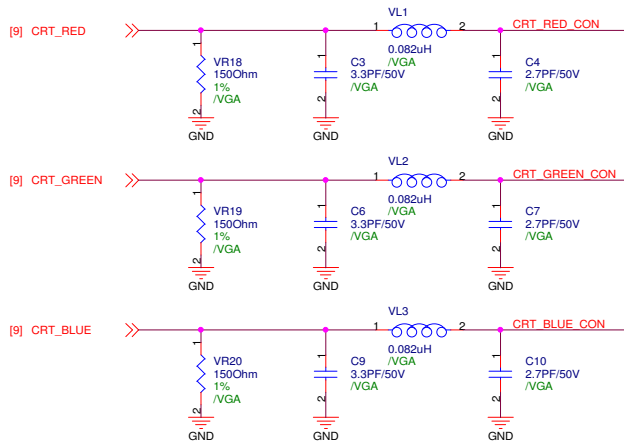 VL1
[9] CRT_RED
1
2
CRT_RED_CON
0.082uH
/VGA
1
VR18
150Ohm
1%
/VGA
2
GND
1
C3
3.3PF/50V
/VGA
2
GND
1
C4
2.7PF/50V
/VGA
2
GND
VL2
[9] CRT_GREEN
1
2
CRT_GREEN_CON
0.082uH
/VGA
1
VR19
150Ohm
1%
/VGA
2
GND
1
C6
3.3PF/50V
/VGA
2
GND
1
C7
2.7PF/50V
/VGA
2
GND
VL3
[9] CRT_BLUE
1
2
CRT_BLUE_CON
0.082uH
/VGA
1
VR20
150Ohm
1%
/VGA
2
GND
1
C9
3.3PF/50V
/VGA
2
GND
1
C10
2.7PF/50V
/VGA
2
GND